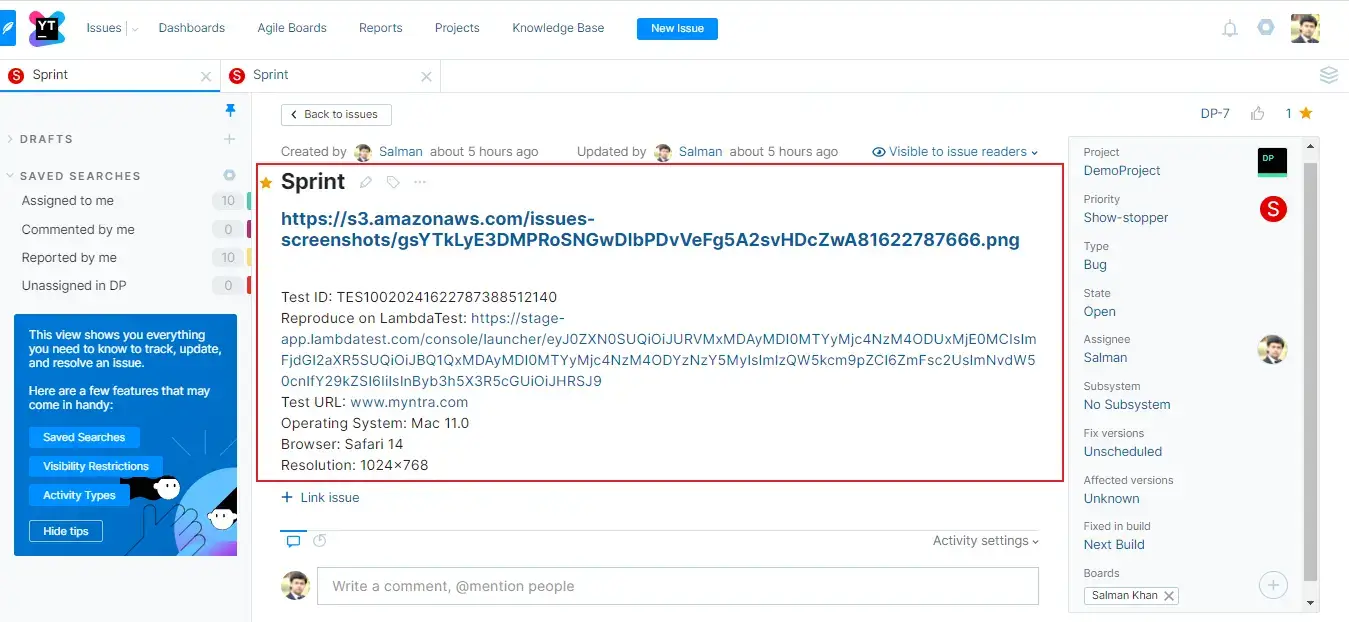 YT
Issues
Dashboards
Agile Boards
Reports
Projects
Knowledge Base
New Issue
S Sprint
S Sprint
DRAFTS
SAVED SEARCHES
Assigned to me 10
Commented by me 0
Reported by me 10
Unassigned in DP 0
This view shows you everything
you need to know to track, update,
and resolve an issue.
Here are a few features that may
come in handy:
Saved Searches
Visibility Restrictions
Activity Types
Hide tips
Back to issues
DP-7
1
Created by Salman about 5 hours ago
Updated by Salman about 5 hours ago
Visible to issue readers
Sprint
https://s3.amazonaws.com/issues-
screenshots/gsYTkLyE3DMPRoSNGwDlbPDvVeFg5A2svHDcZwA81622787666.png
Test ID: TES10020241622787388512140
Reproduce on LambdaTest: https://stage-
app.lambdatest.com/console/launcher/eyJ0ZXN0SUQiOiJURVMxMDAyMDI0MTYyMjc4NzM4ODUxMjE0MCIsIm
FjdGl2aXR5SUQiOiJBQ1QxMDAyMDI0MTYyMjc4NzM4ODYzNzY5MyIsImIzQW5kcm9pZCI6ZmFsc2UsImNvdW5
0cnlfY29kZSI6IiIsInByb3h5X3R5cGUiOiJHRSJ9
Test URL: www.myntra.com
Operating System: Mac 11.0
Browser: Safari 14
Resolution: 1024×768
Link issue
Activity settings
Write a comment, @mention people
Project
DemoProject
DP
Priority
Show-stopper
S
Type
Bug
State
Open
Assignee
Salman
Subsystem
No Subsystem
Fix versions
Unscheduled
Affected versions
Unknown
Fixed in build
Next Build
Boards
Salman Khan